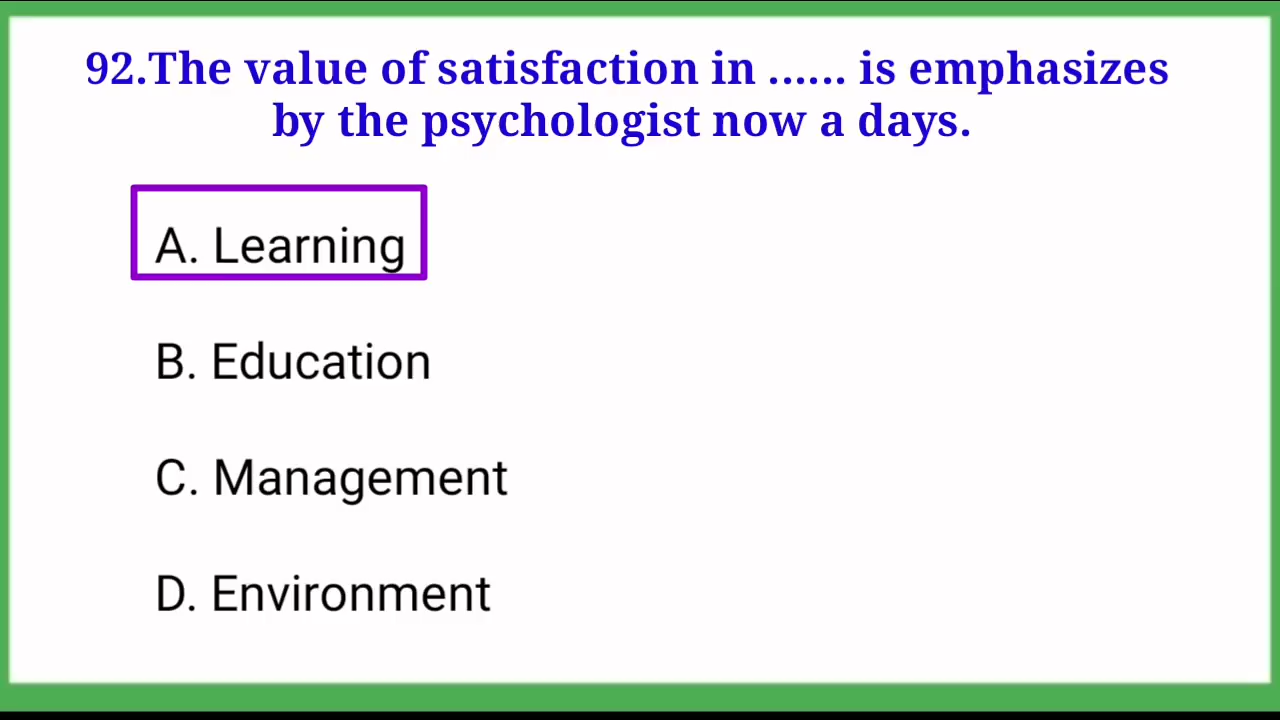 92.The value of satisfaction in ...... is emphasizes
by the psychologist now a days.
A. Learning
B. Education
C. Management
D. Environment